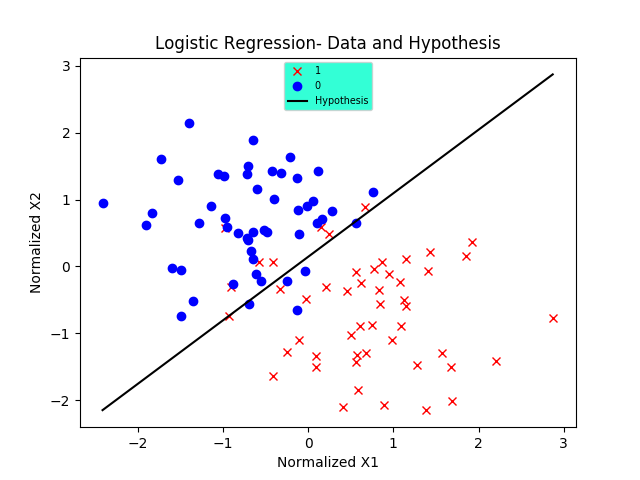 Logistic Regression- Data and Hypothesis
1
0
Hypothesis
3
2
1
0
−1
−2
Normalized X2
−2 −1 0 1 2 3
Normalized X1